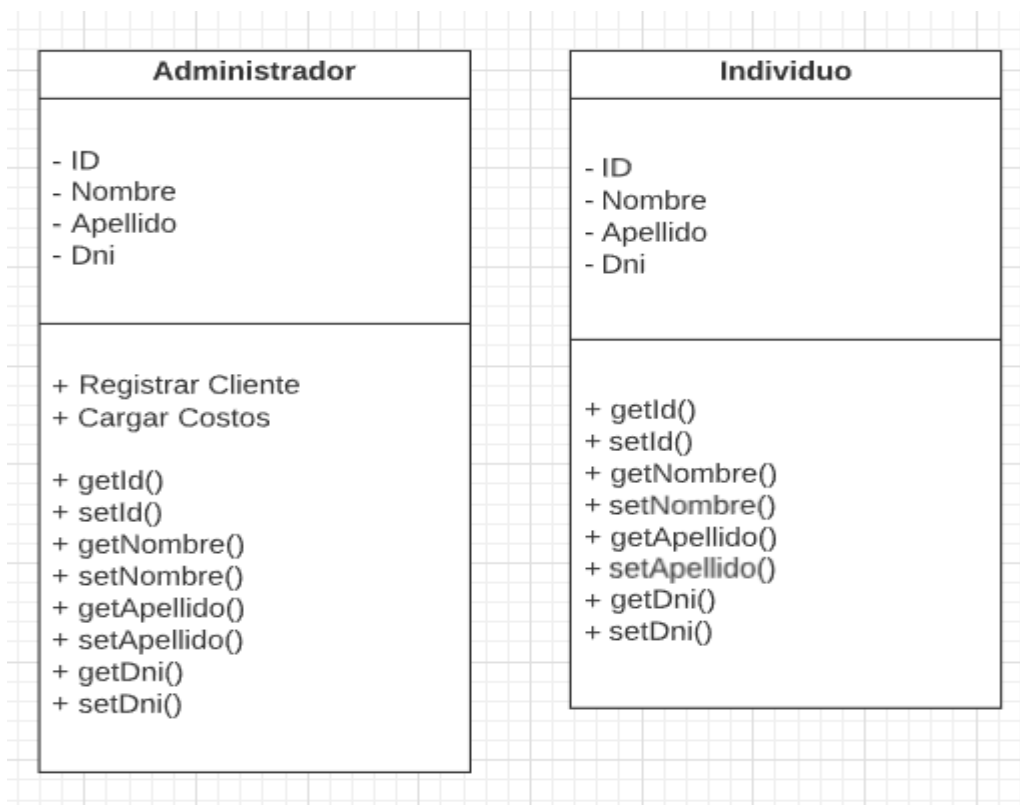 Administrador
- ID
- Nombre
- Apellido
- Dni
+ Registrar Cliente
+ Cargar Costos
+ getId()
+ setId()
+ getNombre()
+ setNombre()
+ getApellido()
+ setApellido()
+ getDni()
+ setDni()
Individuo
- ID
- Nombre
- Apellido
- Dni
+ getId()
+ setId()
+ getNombre()
+ setNombre()
+ getApellido()
+ setApellido()
+ getDni()
+ setDni()